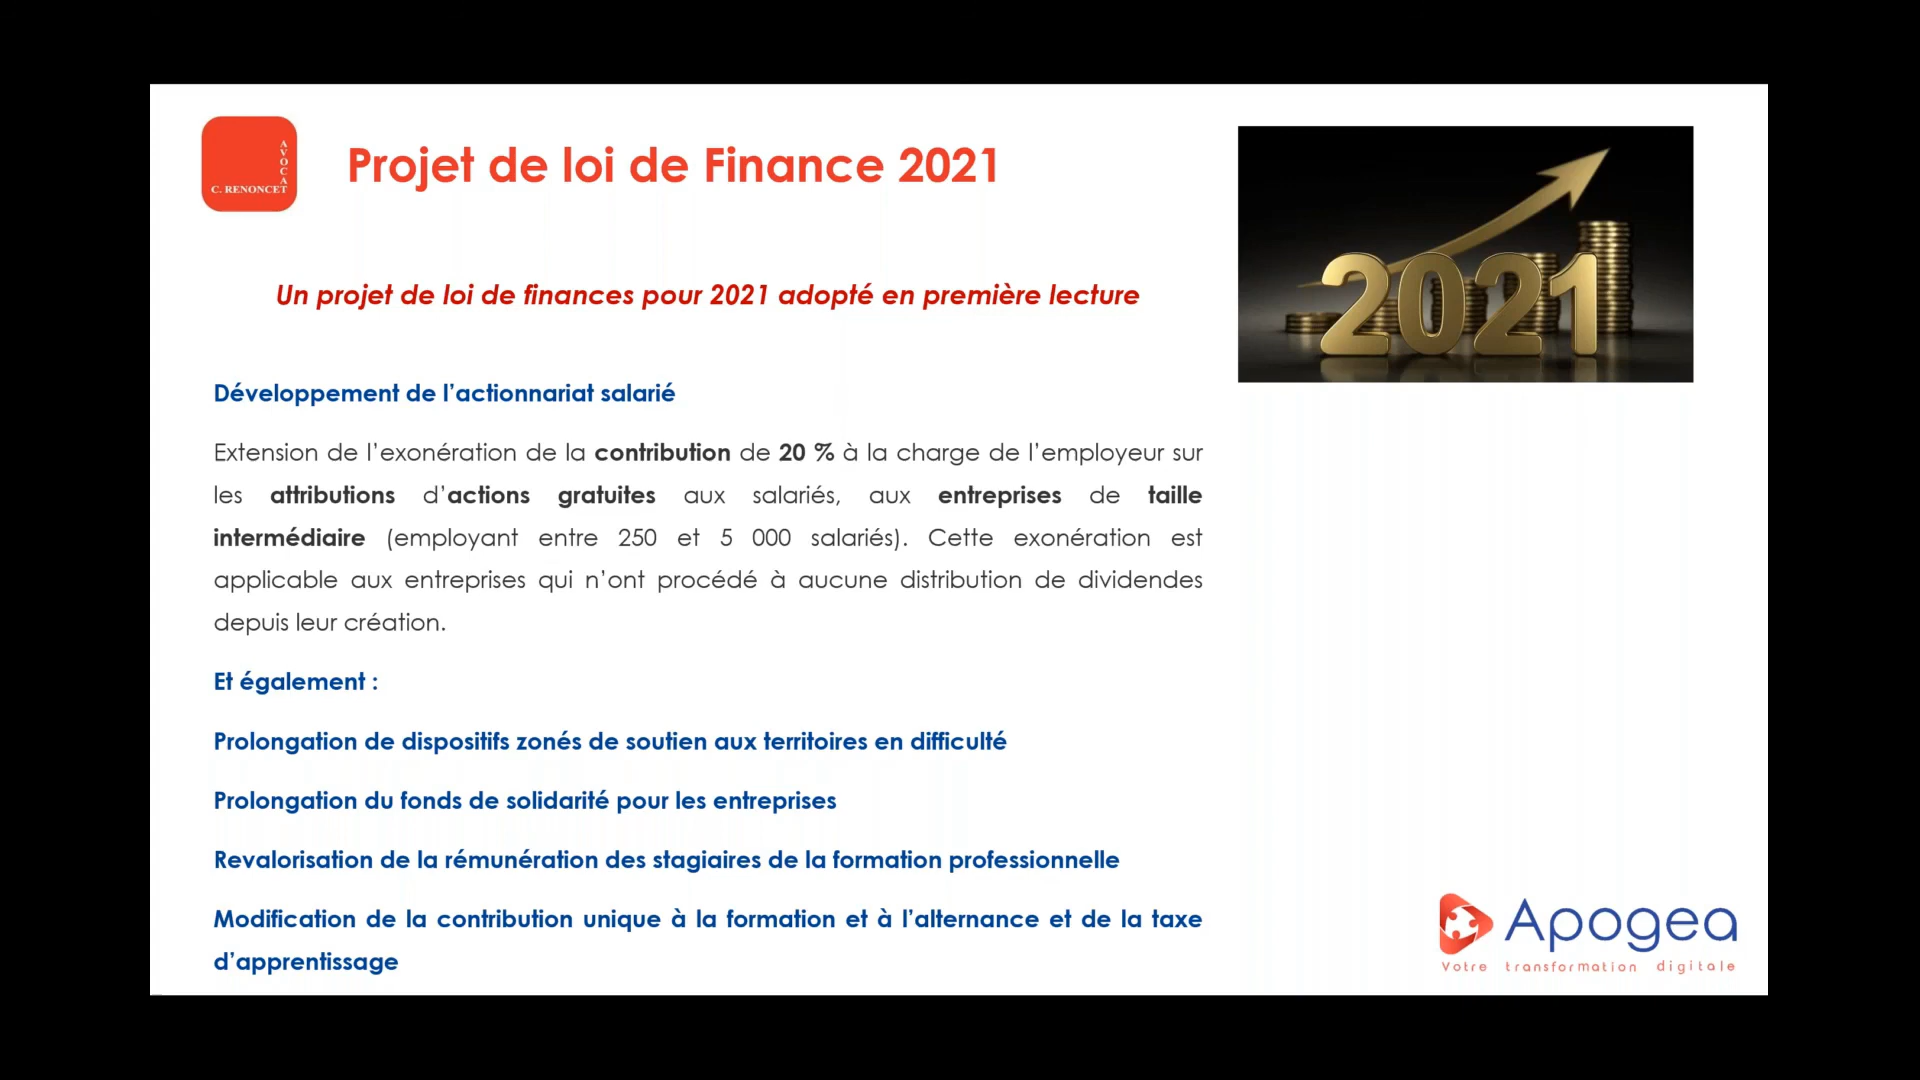 AVOCAT
C. RENONCET
Projet de loi de Finance 2021
2021
Un projet de loi de finances pour 2021 adopté en première lecture
Développement de l’actionnariat salarié
Extension de l’exonération de la contribution de 20 % à la charge de l’employeur sur
les attributions d’actions gratuites aux salariés, aux entreprises de taille
intermédiaire (employant entre 250 et 5 000 salariés). Cette exonération est
applicable aux entreprises qui n’ont procédé à aucune distribution de dividendes
depuis leur création.
Et également :
Prolongation de dispositifs zonés de soutien aux territoires en difficulté
Prolongation du fonds de solidarité pour les entreprises
Revalorisation de la rémunération des stagiaires de la formation professionnelle
Modification de la contribution unique à la formation et à l’alternance et de la taxe
d’apprentissage
Apogea
Votre transformation digitale